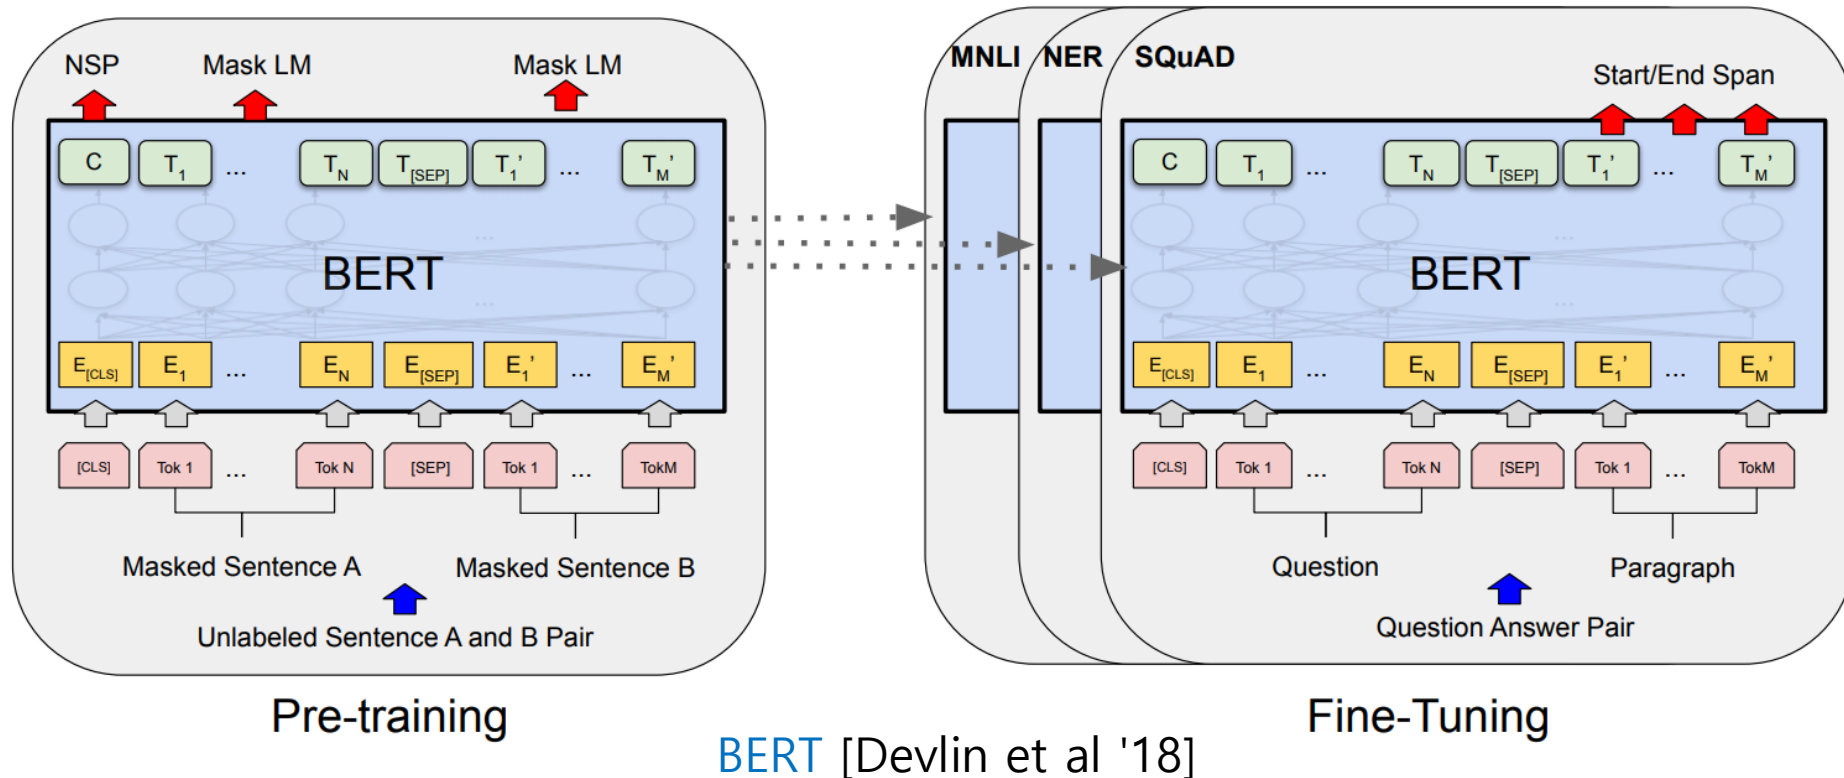 NSP Mask LM Mask LM
C T1 ... TN T[SEP] T1' ... TM'
...
BERT
...
E[CLS] E1 ... EN E[SEP] E1' ... EM'
[CLS] Tok 1 ... Tok N [SEP] Tok 1 ... TokM
Masked Sentence A Masked Sentence B
Unlabeled Sentence A and B Pair
Pre-training
MNLI NER SQuAD
Start/End Span
C T1 ... TN T[SEP] T1' ... TM'
...
BERT
...
E[CLS] E1 ... EN E[SEP] E1' ... EM'
[CLS] Tok 1 ... Tok N [SEP] Tok 1 ... TokM
Question Paragraph
Question Answer Pair
Fine-Tuning
BERT [Devlin et al '18]